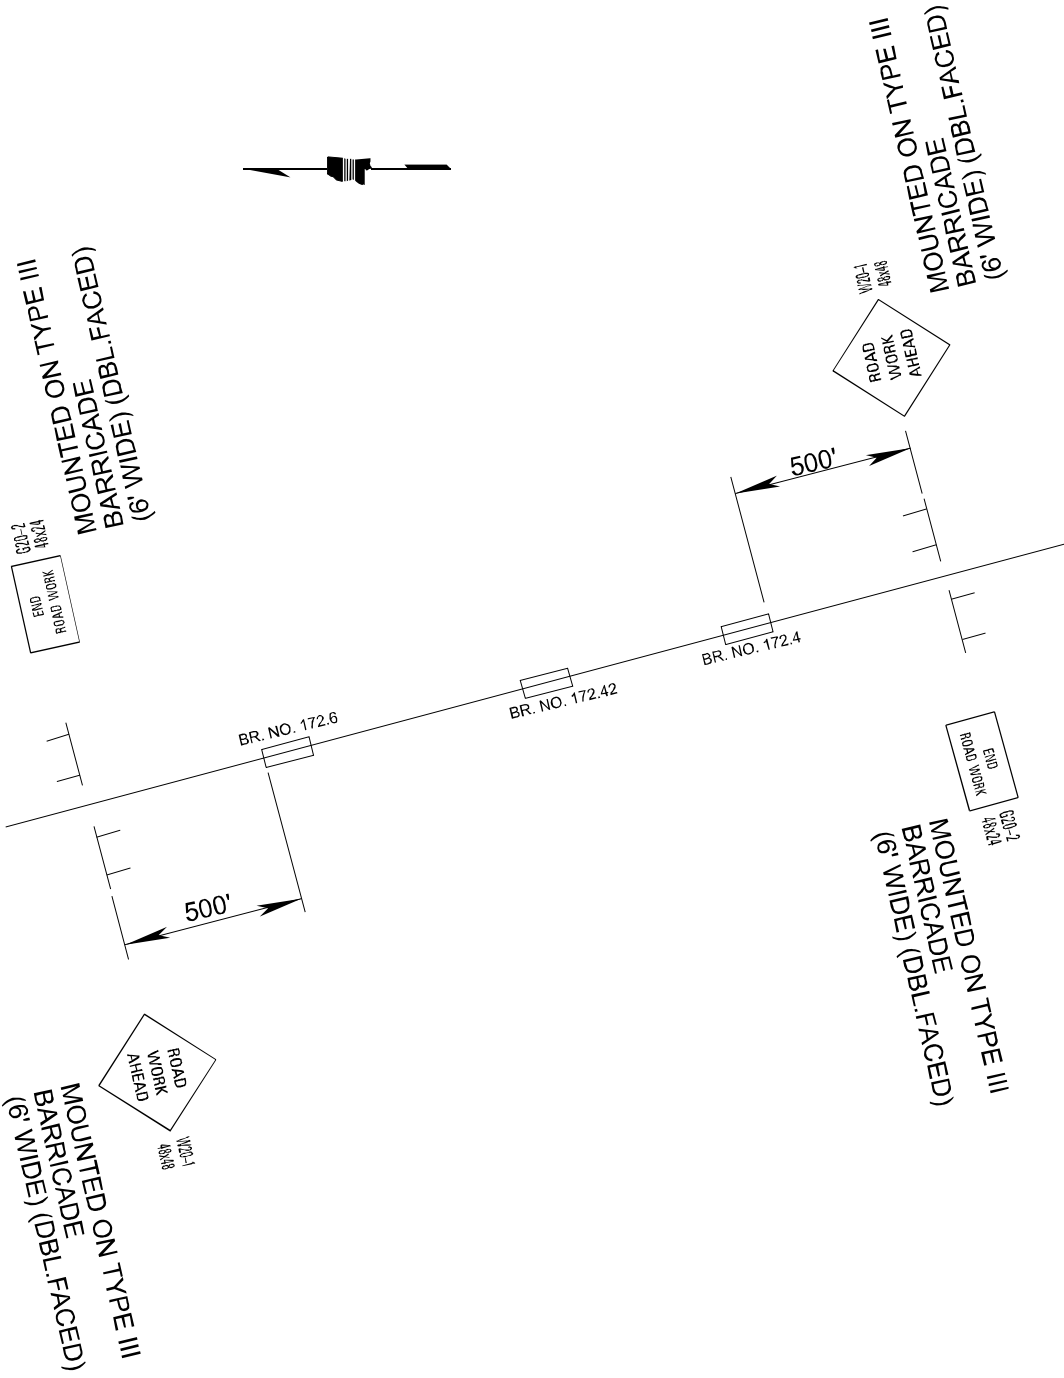 MOUNTED ON TYPE III
BARRICADE
(6' WIDE) (DBL.FACED)
W20-1
48x48
ROAD
WORK
AHEAD
500'
MOUNTED ON TYPE III
BARRICADE
(6' WIDE) (DBL.FACED)
G20-2
48x24
END
ROAD WORK
BR. NO. 172.4
BR. NO. 172.42
BR. NO. 172.6
END
ROAD WORK
G20-2
48x24
MOUNTED ON TYPE III
BARRICADE
(6' WIDE) (DBL.FACED)
500'
ROAD
WORK
AHEAD
W20-1
48x48
MOUNTED ON TYPE III
BARRICADE
(6' WIDE) (DBL.FACED)